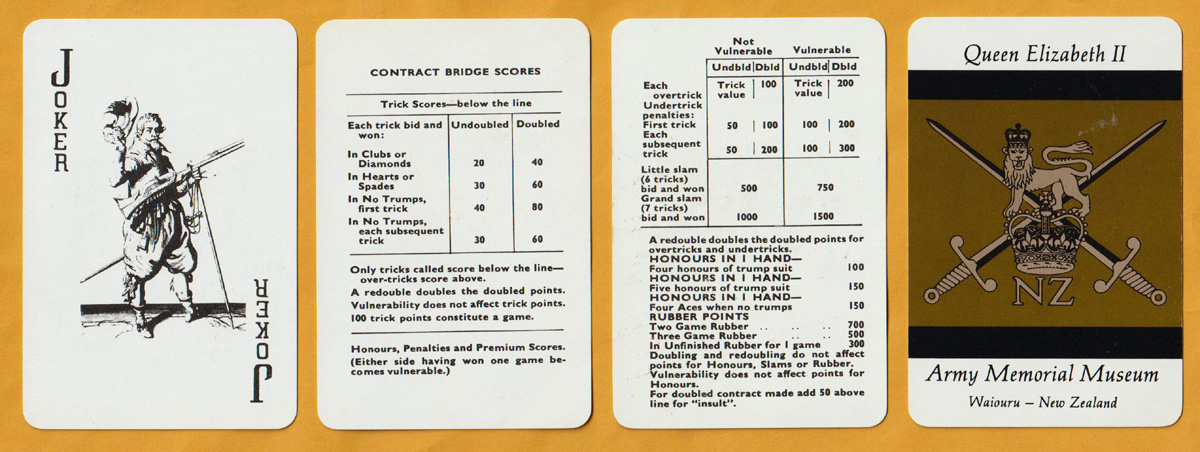 JOKER
JOKER
CONTRACT BRIDGE SCORES
Trick Scores—below the line
Each trick bid and won: Undoubled Doubled
In Clubs or
Diamonds 20 40
In Hearts or
Spades 30 60
In No Trumps,
first trick 40 80
In No Trumps,
each subsequent
trick 30 60
Only tricks called score below the line—
over-tricks score above.
A redouble doubles the doubled points.
Vulnerability does not affect trick points.
100 trick points constitute a game.
Honours, Penalties and Premium Scores.
(Either side having won one game be-
comes vulnerable.)
Not
Vulnerable Vulnerable
Undbld Dbld Undbld Dbld
Each Trick 100 Trick 200
overtrick value value
Undertrick
penalties:
First trick 50 100 100 200
Each
subsequent
trick 50 200 100 300
Little slam
(6 tricks)
bid and won 500 750
Grand slam
(7 tricks)
bid and won 1000 1500
A redouble doubles the doubled points for
overtricks and undertricks.
HONOURS IN 1 HAND—
Four honours of trump suit 100
HONOURS IN 1 HAND—
Five honours of trump suit 150
HONOURS IN 1 HAND—
Four Aces when no trumps 150
RUBBER POINTS
Two Game Rubber .. .. .. 700
Three Game Rubber .. .. 500
In Unfinished Rubber for 1 game 300
Doubling and redoubling do not affect
points for Honours, Slams or Rubber.
Vulnerability does not affect points for
Honours.
For doubled contract made add 50 above
line for "insult".
Queen Elizabeth II
NZ
Army Memorial Museum
Waiouru – New Zealand